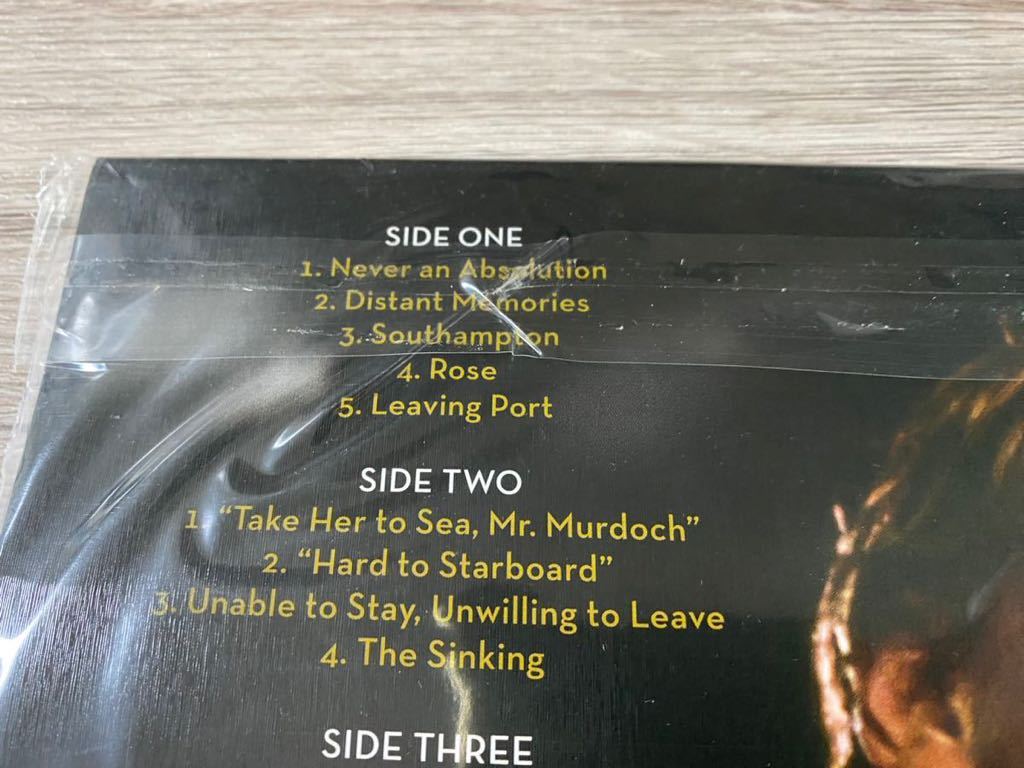 SIDE ONE
1. Never an Absolution
2. Distant Memories
3. Southampton
4. Rose
5. Leaving Port
SIDE TWO
1. “Take Her to Sea, Mr. Murdoch”
2. “Hard to Starboard”
3. Unable to Stay, Unwilling to Leave
4. The Sinking
SIDE THREE